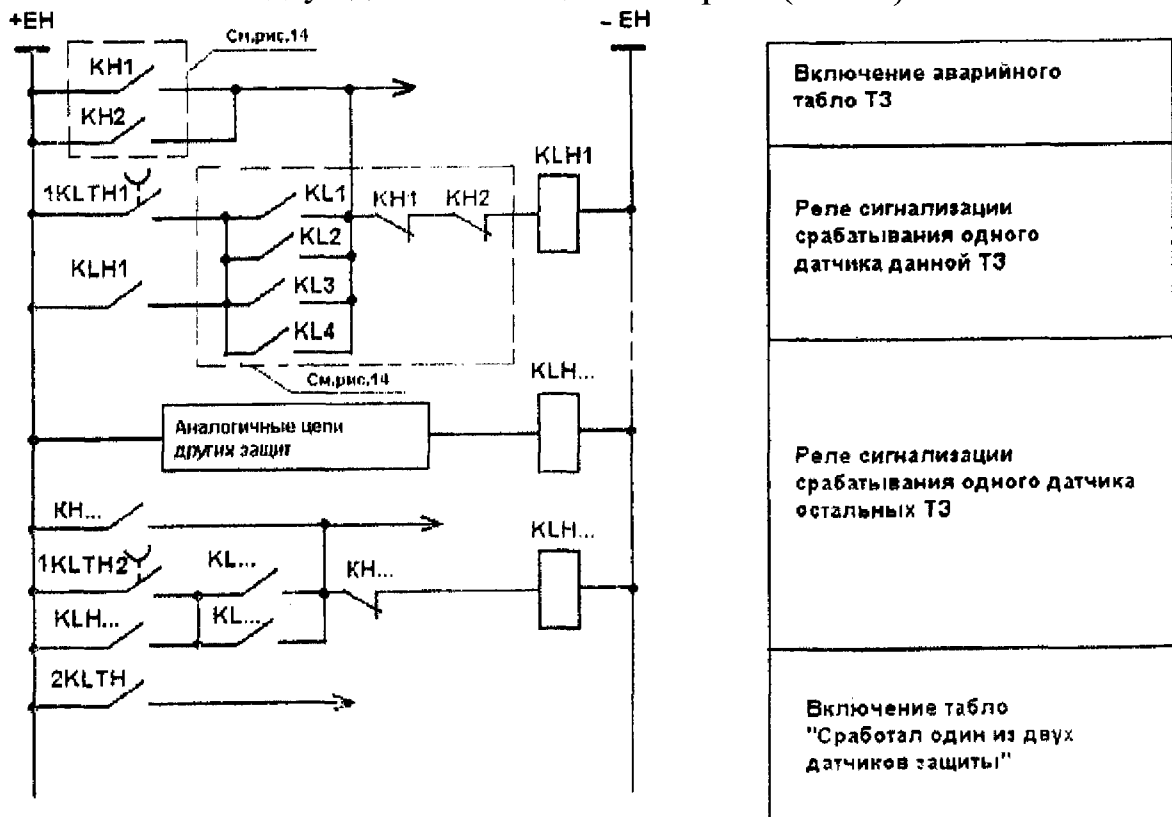 +EH
- EH
См.рис.14
KH1
KH2
1KLTH1
KL1
KH1
KH2
KLH1
KL2
KLH1
KL3
KL4
См.рис.14
KLH...
Аналогичные цепи
других защит
KH...
KLH...
1KLTH2
KL...
KH...
KLH...
KL...
2KLTH
Включение аварийного
табло ТЗ
Реле сигнализации
срабатывания одного
датчика данной ТЗ
Реле сигнализации
срабатывания одного датчика
остальных ТЗ
Включение табло
"Сработал один из двух
датчиков защиты"